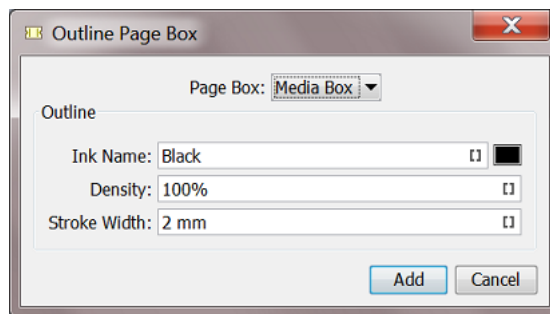 Outline Page Box
X
Page Box: Media Box
Outline
Ink Name: Black []
Density: 100% []
Stroke Width: 2 mm []
Add Cancel